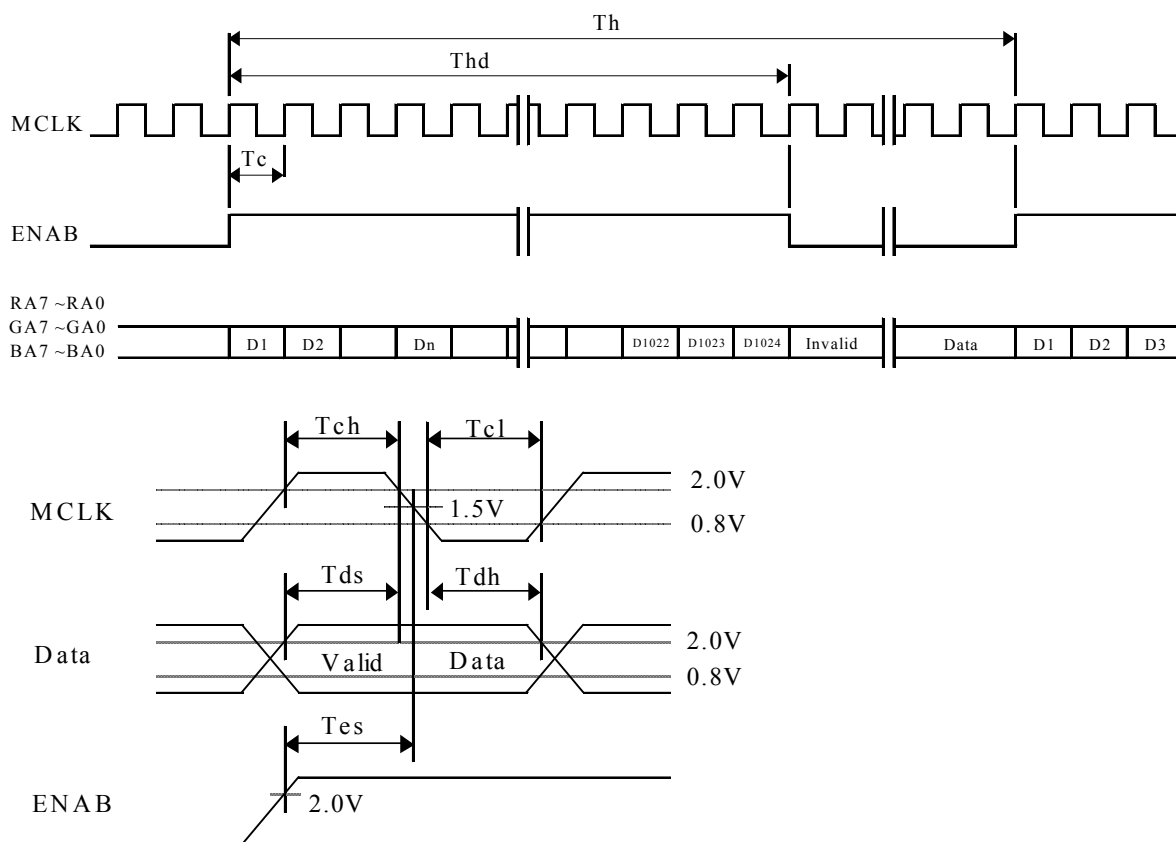 Th
Thd
MCLK
Tc
ENAB
RA7 ~RA0
GA7 ~GA0
BA7 ~BA0
D1 D2 Dn D1022 D1023 D1024 Invalid Data D1 D2 D3
Tch Tcl
2.0V
MCLK 1.5V
0.8V
Tds Tdh
2.0V
Data Valid Data
0.8V
Tes
ENAB 2.0V